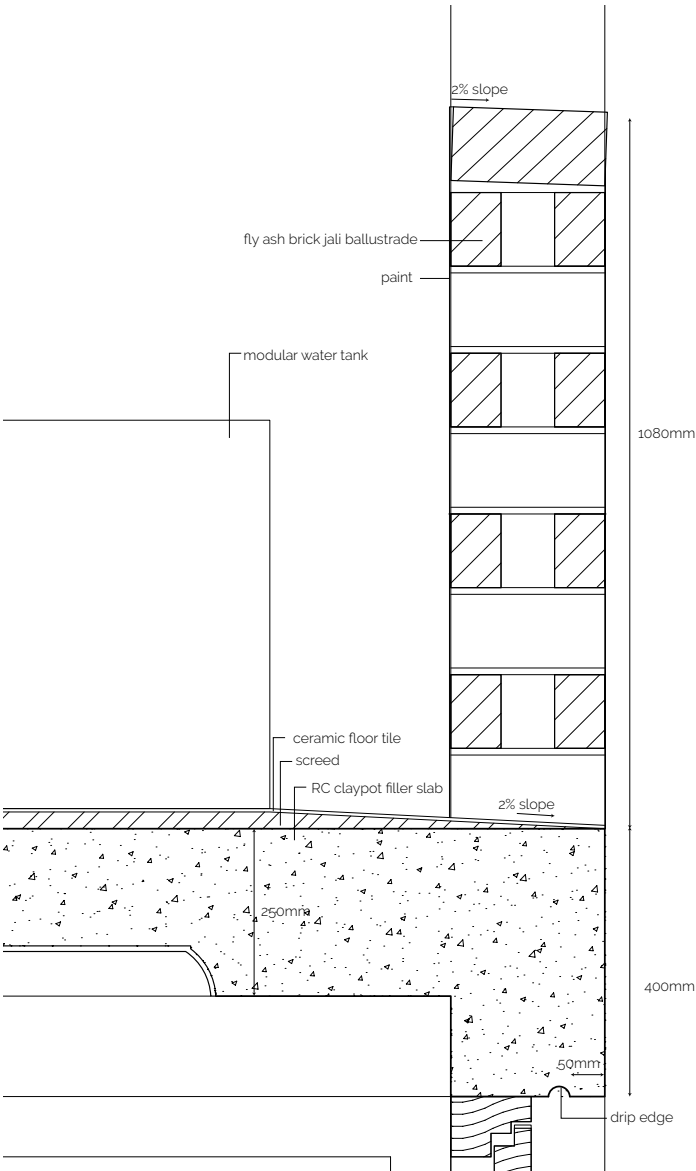 2% slope
fly ash brick jali ballustrade
paint
modular water tank
1080mm
ceramic floor tile
screed
RC claypot filler slab
2% slope
250mm
400mm
50mm
drip edge